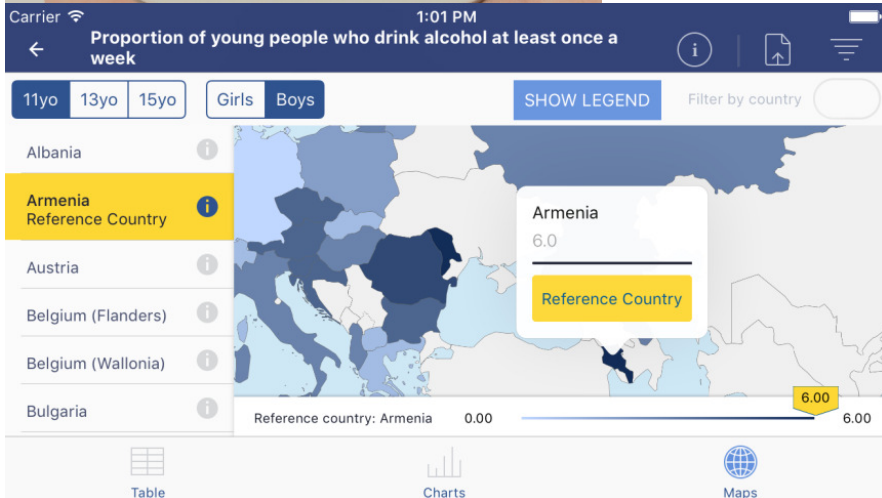 Carrier 1:01 PM
Proportion of young people who drink alcohol at least once a
week
11yo 13yo 15yo Girls Boys SHOW LEGEND Filter by country
Albania
Armenia
Reference Country
Austria
Belgium (Flanders)
Belgium (Wallonia)
Bulgaria
Armenia
6.0
Reference Country
6.00
Reference country: Armenia 0.00 6.00
Table Charts Maps